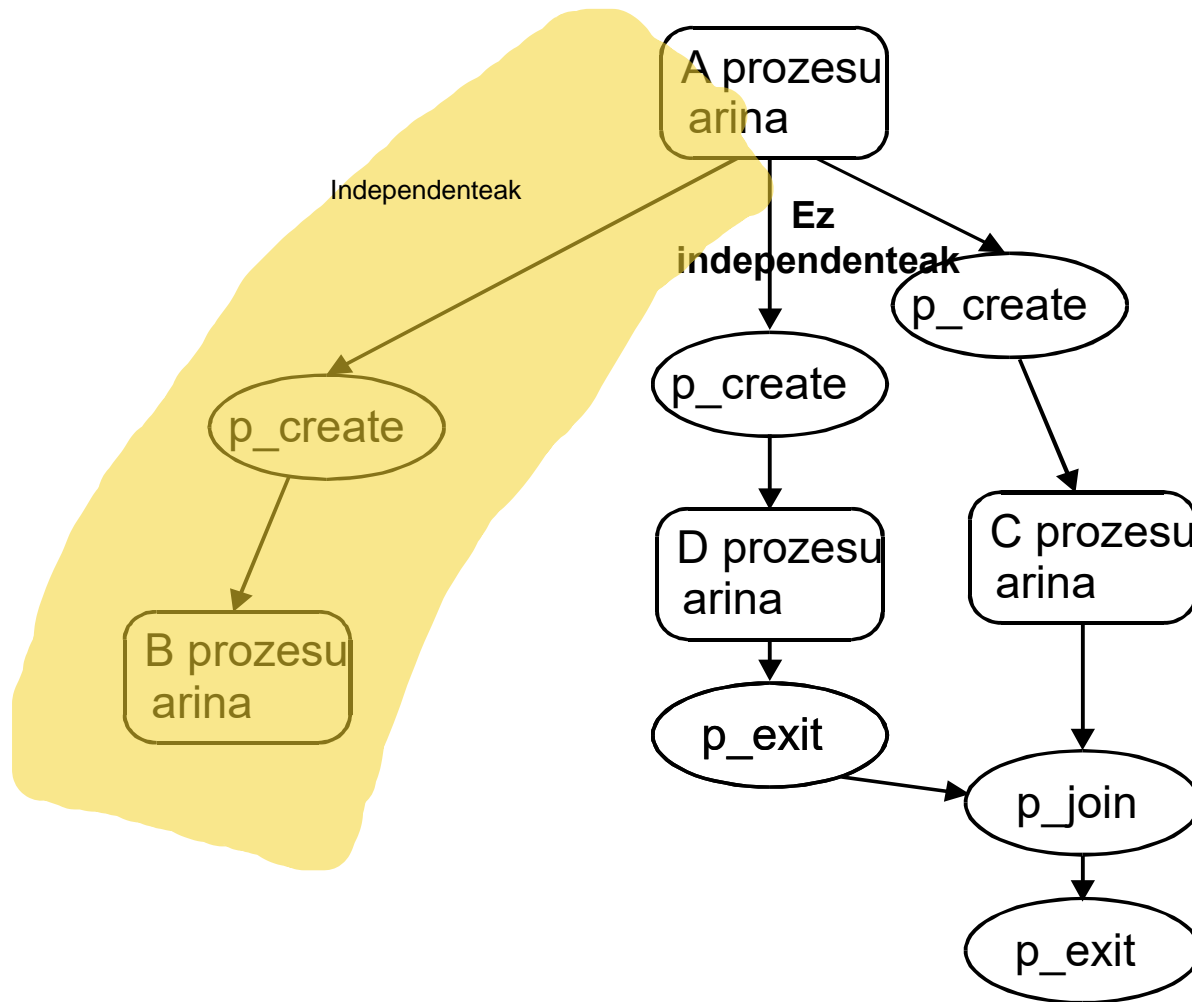 A prozesu
arina
Independenteak
Ez
independenteak
p_create
p_create
p_create
D prozesu
arina
C prozesu
arina
B prozesu
arina
p_exit
p_join
p_exit